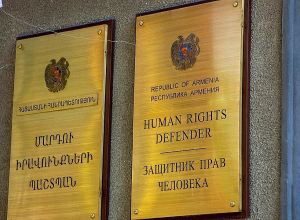 ՀԱՅԱՍՏԱՆԻ ՀԱՆՐԱՊԵՏՈՒԹՅՈՒՆ
ՄԱՐԴՈՒ
ԻՐԱՎՈՒՆՔՆԵՐԻ
ՊԱՇՏՊԱՆ
REPUBLIC OF ARMENIA
РЕСПУБЛИКА АРМЕНИЯ
HUMAN RIGHTS
DEFENDER
ЗАЩИТНИК ПРАВ
ЧЕЛОВЕКА